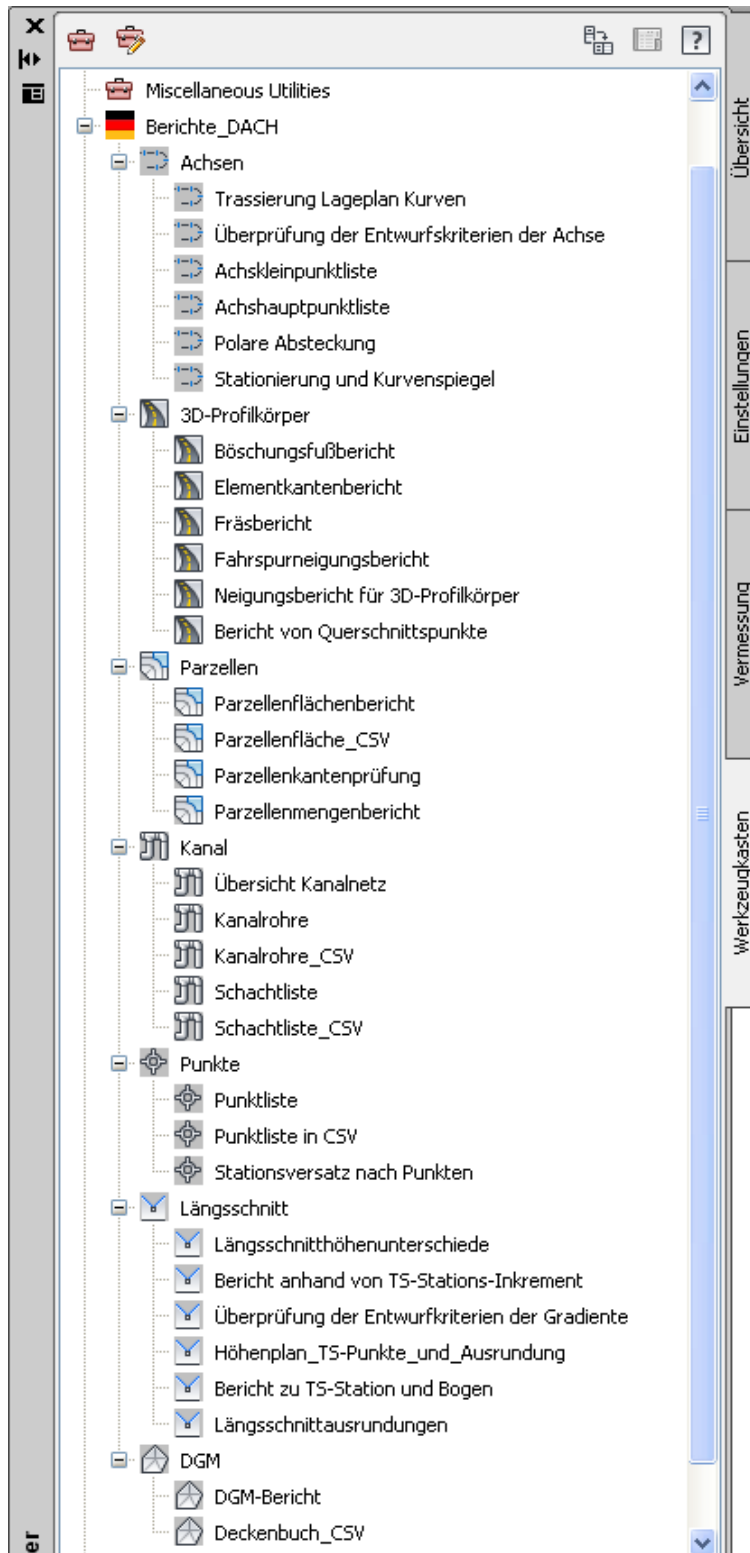 Miscellaneous Utilities
Berichte_DACH
Achsen
Trassierung Lageplan Kurven
Überprüfung der Entwurfskriterien der Achse
Achskleinpunktliste
Achshauptpunktliste
Polare Absteckung
Stationierung und Kurvenspiegel
3D-Profilkörper
Böschungsfußbericht
Elementkantenbericht
Fräsbericht
Fahrspurneigungsbericht
Neigungsbericht für 3D-Profilkörper
Bericht von Querschnittspunkte
Parzellen
Parzellenflächenbericht
Parzellenfläche_CSV
Parzellenkantenprüfung
Parzellenmengenbericht
Kanal
Übersicht Kanalnetz
Kanalrohre
Kanalrohre_CSV
Schachtliste
Schachtliste_CSV
Punkte
Punktliste
Punktliste in CSV
Stationsversatz nach Punkten
Längsschnitt
Längsschnitthöhenunterschiede
Bericht anhand von TS-Stations-Inkrement
Überprüfung der Entwurfkriterien der Gradiente
Höhenplan_TS-Punkte_und_Ausrundung
Bericht zu TS-Station und Bogen
Längsschnittausrundungen
DGM
DGM-Bericht
Deckenbuch_CSV
Übersicht
Einstellungen
Vermessung
Werkzeugkasten
er